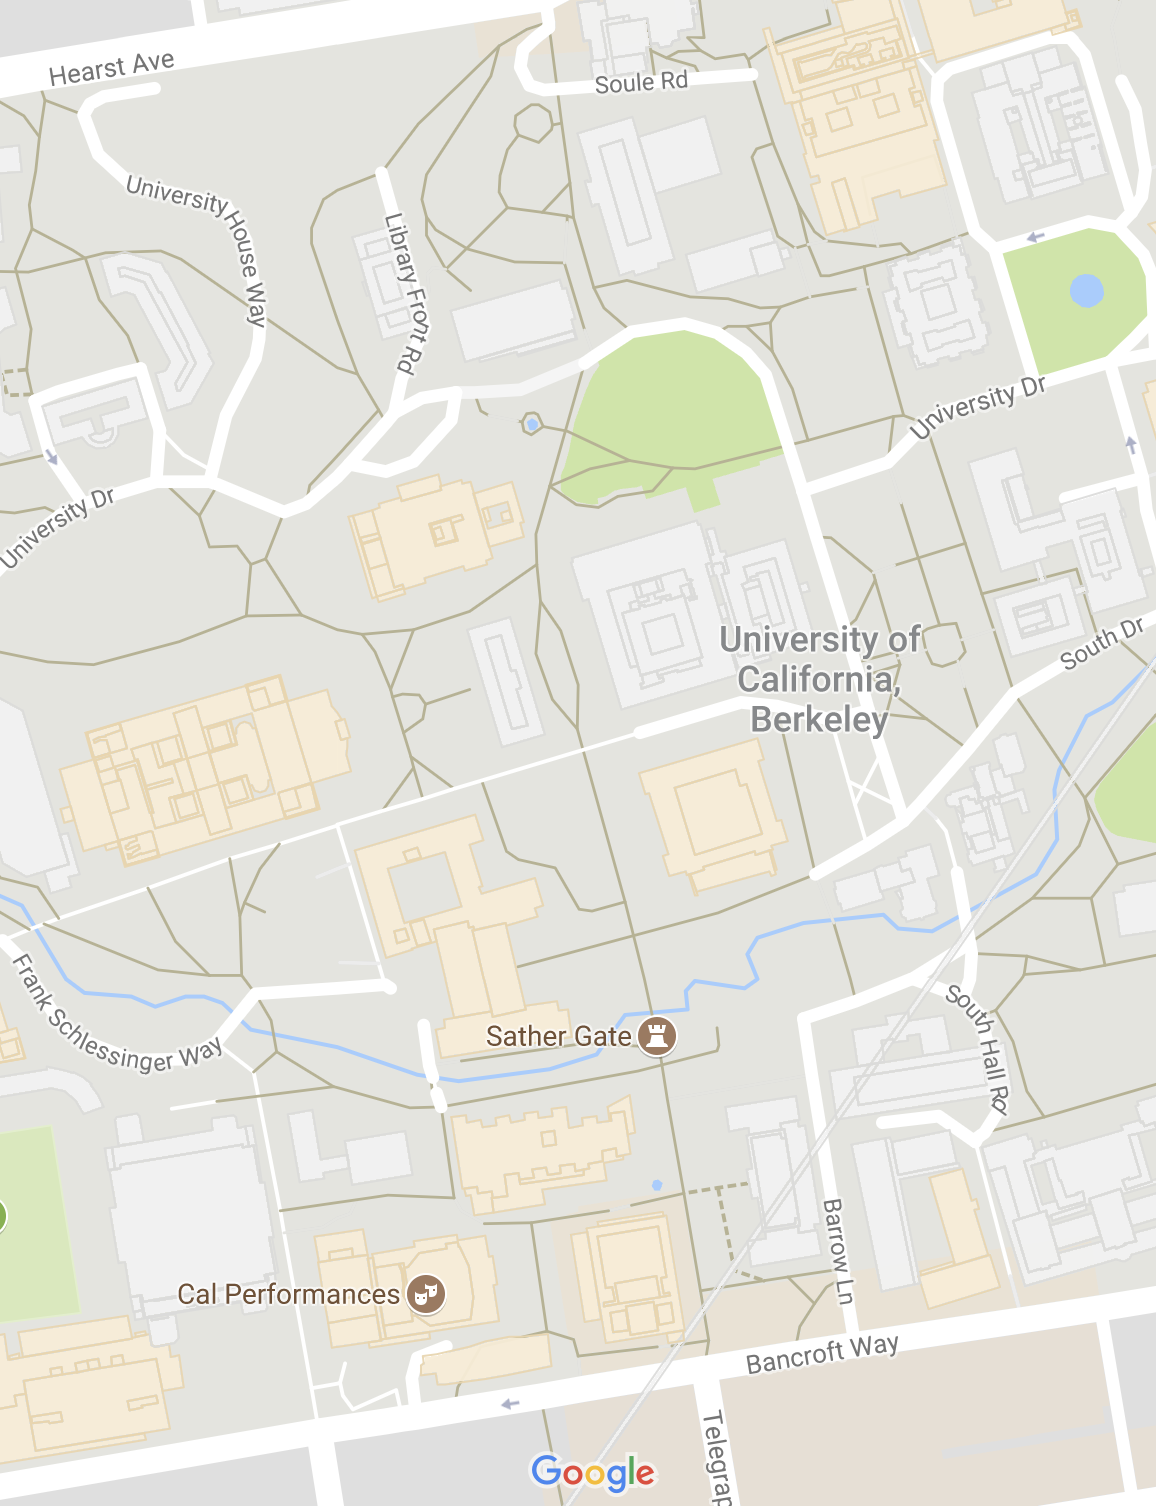 Hearst Ave
Soule Rd
University House Way
Library Front Rd
University Dr
University Dr
University of
California,
Berkeley
South Dr
Frank Schlessinger Way
Sather Gate
South Hall Rd
Barrow Ln
Cal Performances
Bancroft Way
Telegrap
Google